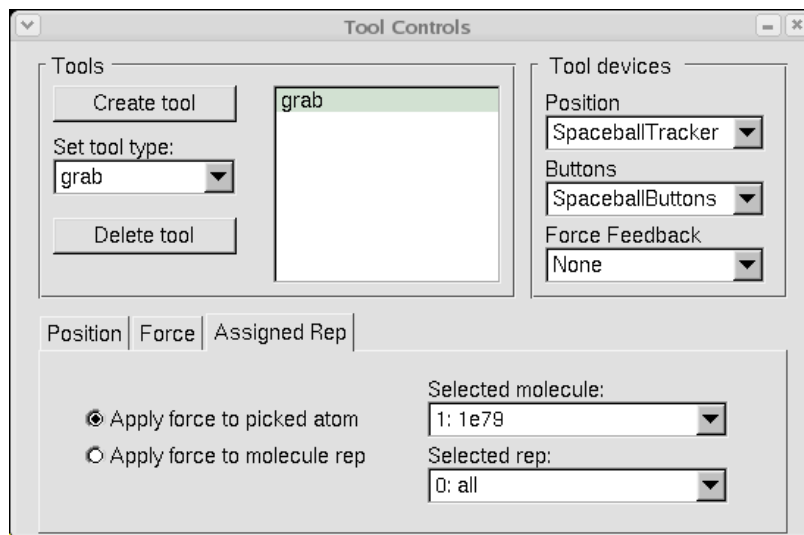 Tool Controls
Tools
Create tool
Set tool type:
grab
Delete tool
grab
Tool devices
Position
SpaceballTracker
Buttons
SpaceballButtons
Force Feedback
None
Position Force Assigned Rep
Apply force to picked atom
Apply force to molecule rep
Selected molecule:
1: 1e79
Selected rep:
0: all